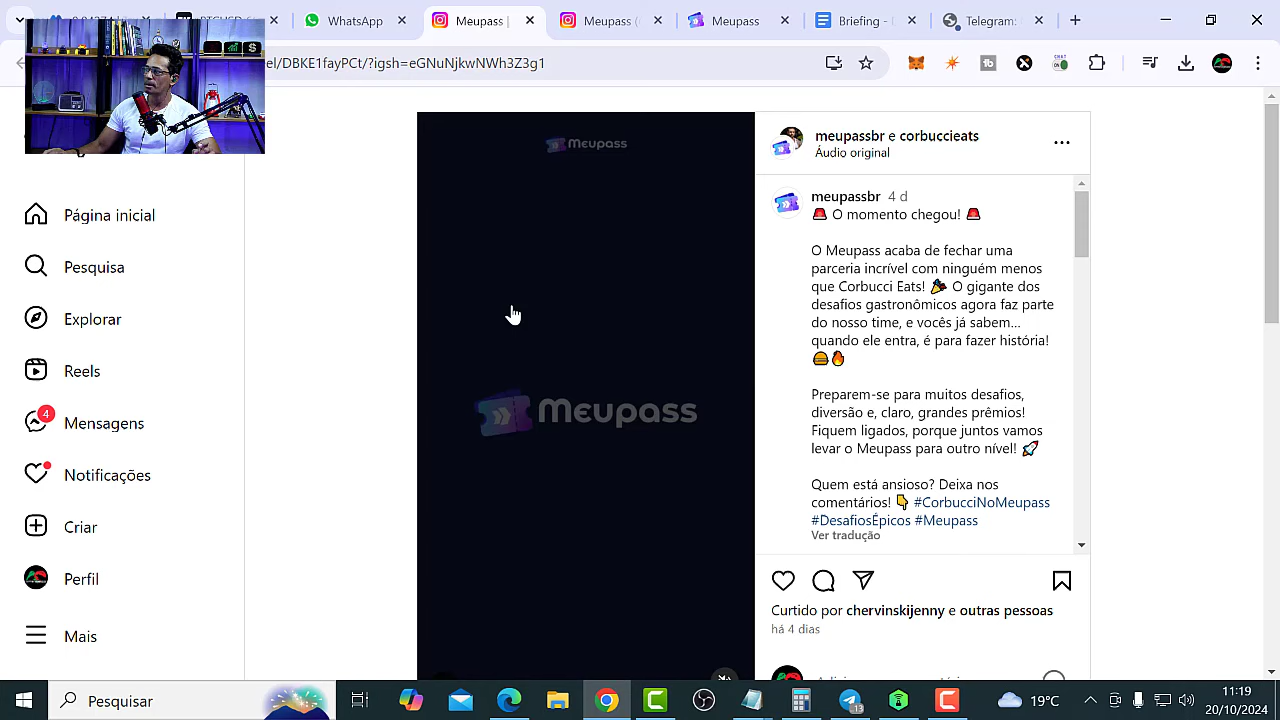 WhatsApp
Meupass |
Meupass (
Meupass
Briefing -
Telegram:
el/DBKE1fayPCt/?igsh=eGNuNjkwNWh3Z3g1
Página inicial
Pesquisa
Explorar
Reels
4
Mensagens
Notificações
Criar
Perfil
Mais
Meupass
Meupass
meupassbr e corbuccieats
Áudio original
meupassbr 4 d
🚨 O momento chegou! 🚨
O Meupass acaba de fechar uma
parceria incrível com ninguém menos
que Corbucci Eats! 🎉 O gigante dos
desafios gastronômicos agora faz parte
do nosso time, e vocês já sabem...
quando ele entra, é para fazer história!
🍔🔥
Preparem-se para muitos desafios,
diversão e, claro, grandes prêmios!
Fiquem ligados, porque juntos vamos
levar o Meupass para outro nível! 🚀
Quem está ansioso? Deixa nos
comentários! 👇 #CorbucciNoMeupass
#DesafiosÉpicos #Meupass
Ver tradução
Curtido por chervinskijenny e outras pessoas
há 4 dias
Pesquisar
13
19°C
11:19
20/10/2024